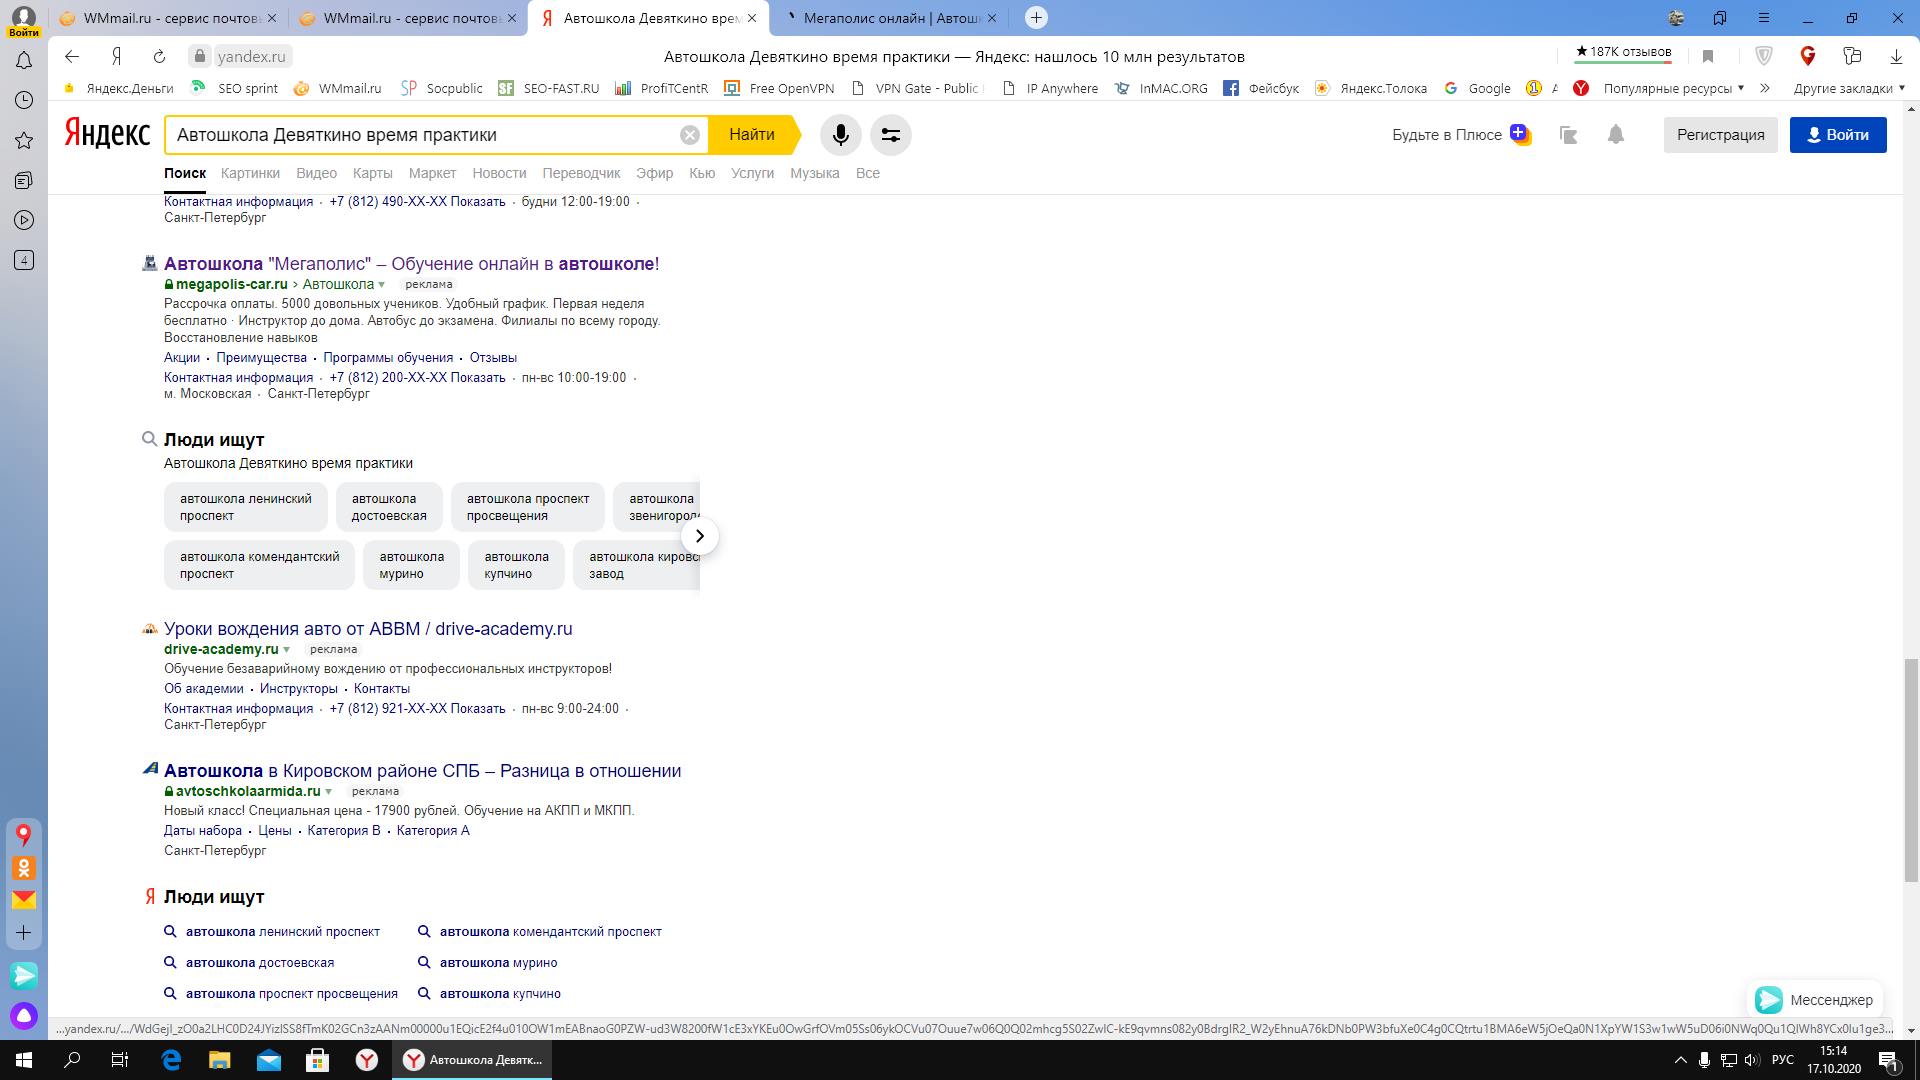 WMmail.ru - сервис почтов
WMmail.ru - сервис почтов
Автошкола Девяткино врем
Мегаполис онлайн | Автош
Войти
yandex.ru
Автошкола Девяткино время практики — Яндекс: нашлось 10 млн результатов
★ 187K отзывов
Яндекс.Деньги
SEO sprint
WMmail.ru
Socpublic
SEO-FAST.RU
ProfiTCentR
Free OpenVPN
VPN Gate - Public
IP Anywhere
InMAC.ORG
Фейсбук
Яндекс.Толока
Google
Популярные ресурсы
Другие закладки
Яндекс
Автошкола Девяткино время практики
Найти
Будьте в Плюсе
Регистрация
Войти
Поиск Картинки Видео Карты Маркет Новости Переводчик Эфир Кью Услуги Музыка Все
4
Контактная информация · +7 (812) 490-XX-XX Показать · будни 12:00-19:00 ·
Санкт-Петербург
Автошкола "Мегаполис" – Обучение онлайн в автошколе!
megapolis-car.ru › Автошкола реклама
Рассрочка оплаты. 5000 довольных учеников. Удобный график. Первая неделя
бесплатно · Инструктор до дома. Автобус до экзамена. Филиалы по всему городу.
Восстановление навыков
Акции · Преимущества · Программы обучения · Отзывы
Контактная информация · +7 (812) 200-XX-XX Показать · пн-вс 10:00-19:00 ·
м. Московская · Санкт-Петербург
Люди ищут
Автошкола Девяткино время практики
автошкола ленинский
проспект
автошкола
достоевская
автошкола проспект
просвещения
автошкола
звенигород
автошкола комендантский
проспект
автошкола
мурино
автошкола
купчино
автошкола кировс
завод
Уроки вождения авто от АВВМ / drive-academy.ru
drive-academy.ru реклама
Обучение безаварийному вождению от профессиональных инструкторов!
Об академии · Инструкторы · Контакты
Контактная информация · +7 (812) 921-XX-XX Показать · пн-вс 9:00-24:00 ·
Санкт-Петербург
Автошкола в Кировском районе СПБ – Разница в отношении
avtoschkolaarmida.ru реклама
Новый класс! Специальная цена - 17900 рублей. Обучение на АКПП и МКПП.
Даты набора · Цены · Категория В · Категория А
Санкт-Петербург
Люди ищут
автошкола ленинский проспект
автошкола комендантский проспект
автошкола достоевская
автошкола мурино
автошкола проспект просвещения
автошкола купчино
Мессенджер
Автошкола Девятк...
РУС
15:14
17.10.2020
1